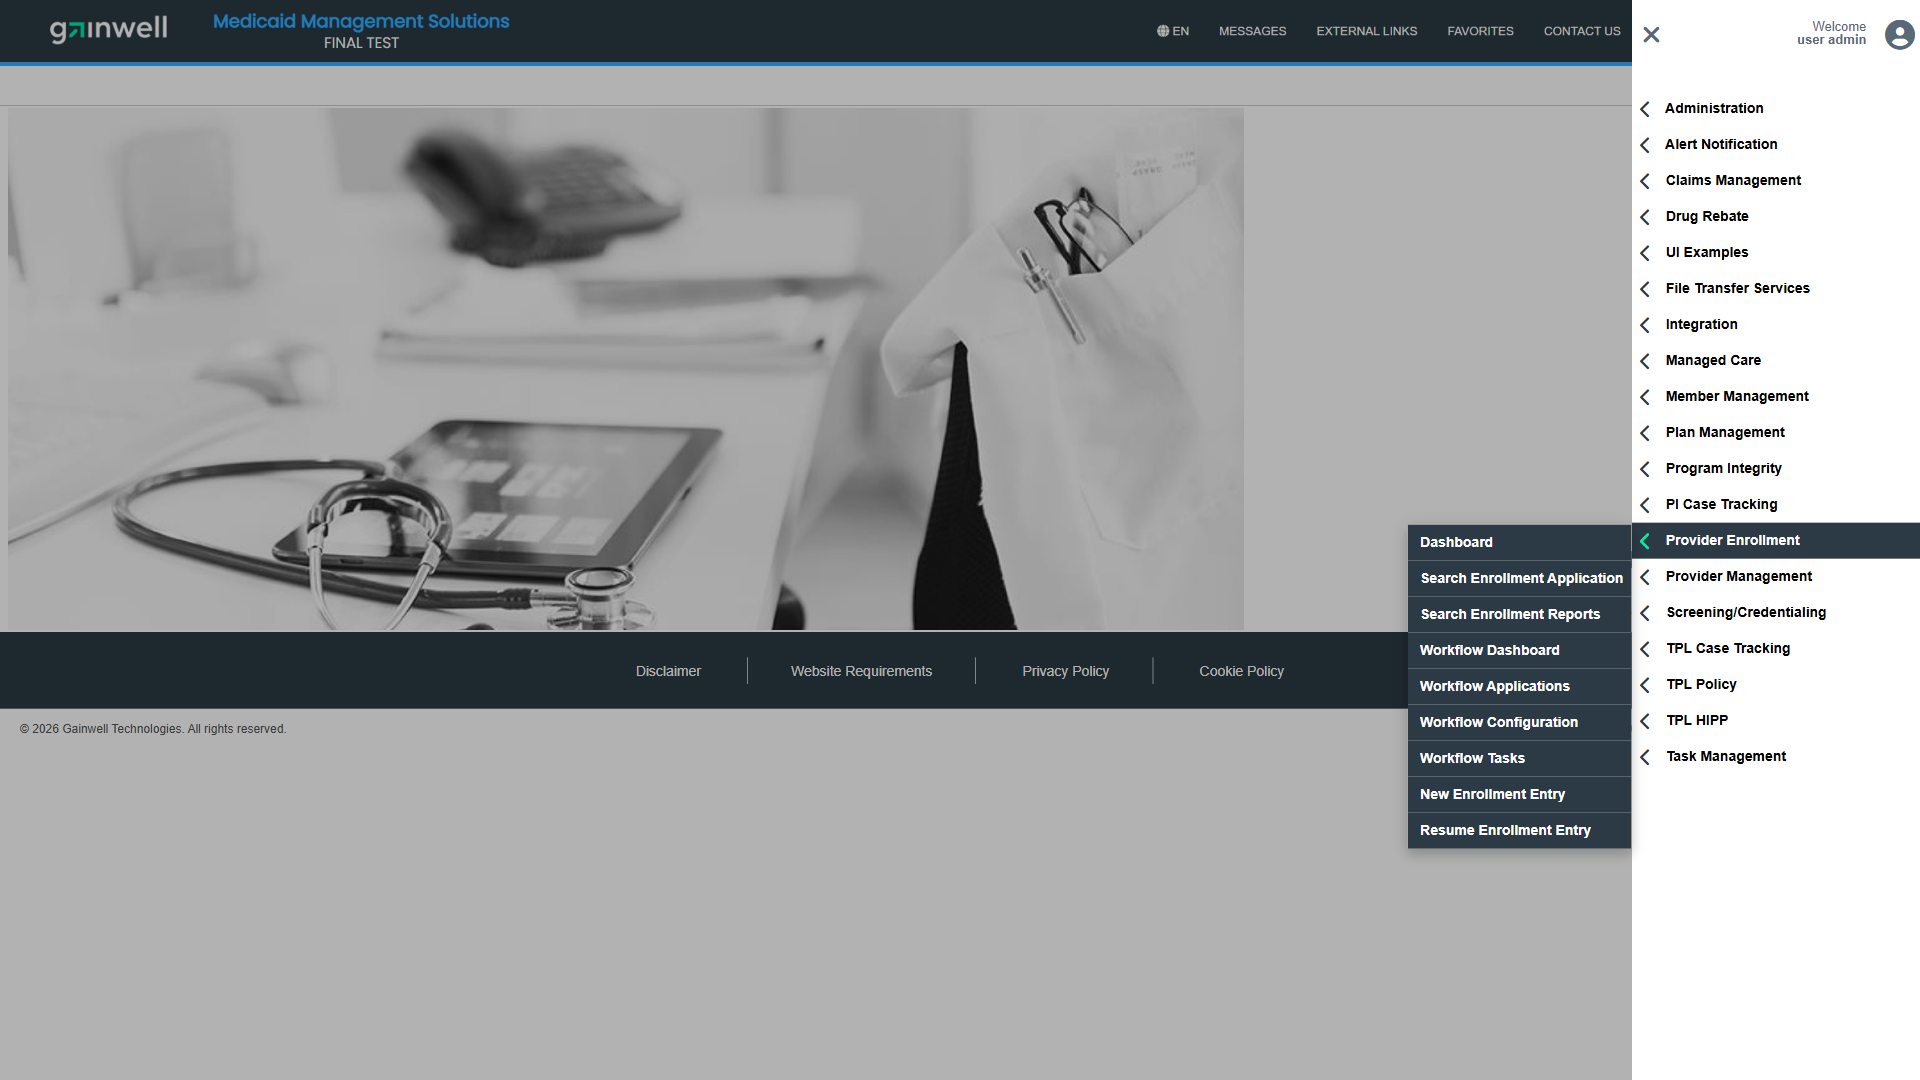 gainwell
Medicaid Management Solutions
FINAL TEST
EN
MESSAGES
EXTERNAL LINKS
FAVORITES
CONTACT US
Welcome
user admin
Administration
Alert Notification
Claims Management
Drug Rebate
UI Examples
File Transfer Services
Integration
Managed Care
Member Management
Plan Management
Program Integrity
PI Case Tracking
Provider Enrollment
Provider Management
Screening/Credentialing
TPL Case Tracking
TPL Policy
TPL HIPP
Task Management
Dashboard
Search Enrollment Application
Search Enrollment Reports
Workflow Dashboard
Workflow Applications
Workflow Configuration
Workflow Tasks
New Enrollment Entry
Resume Enrollment Entry
Disclaimer
Website Requirements
Privacy Policy
Cookie Policy
© 2026 Gainwell Technologies. All rights reserved.